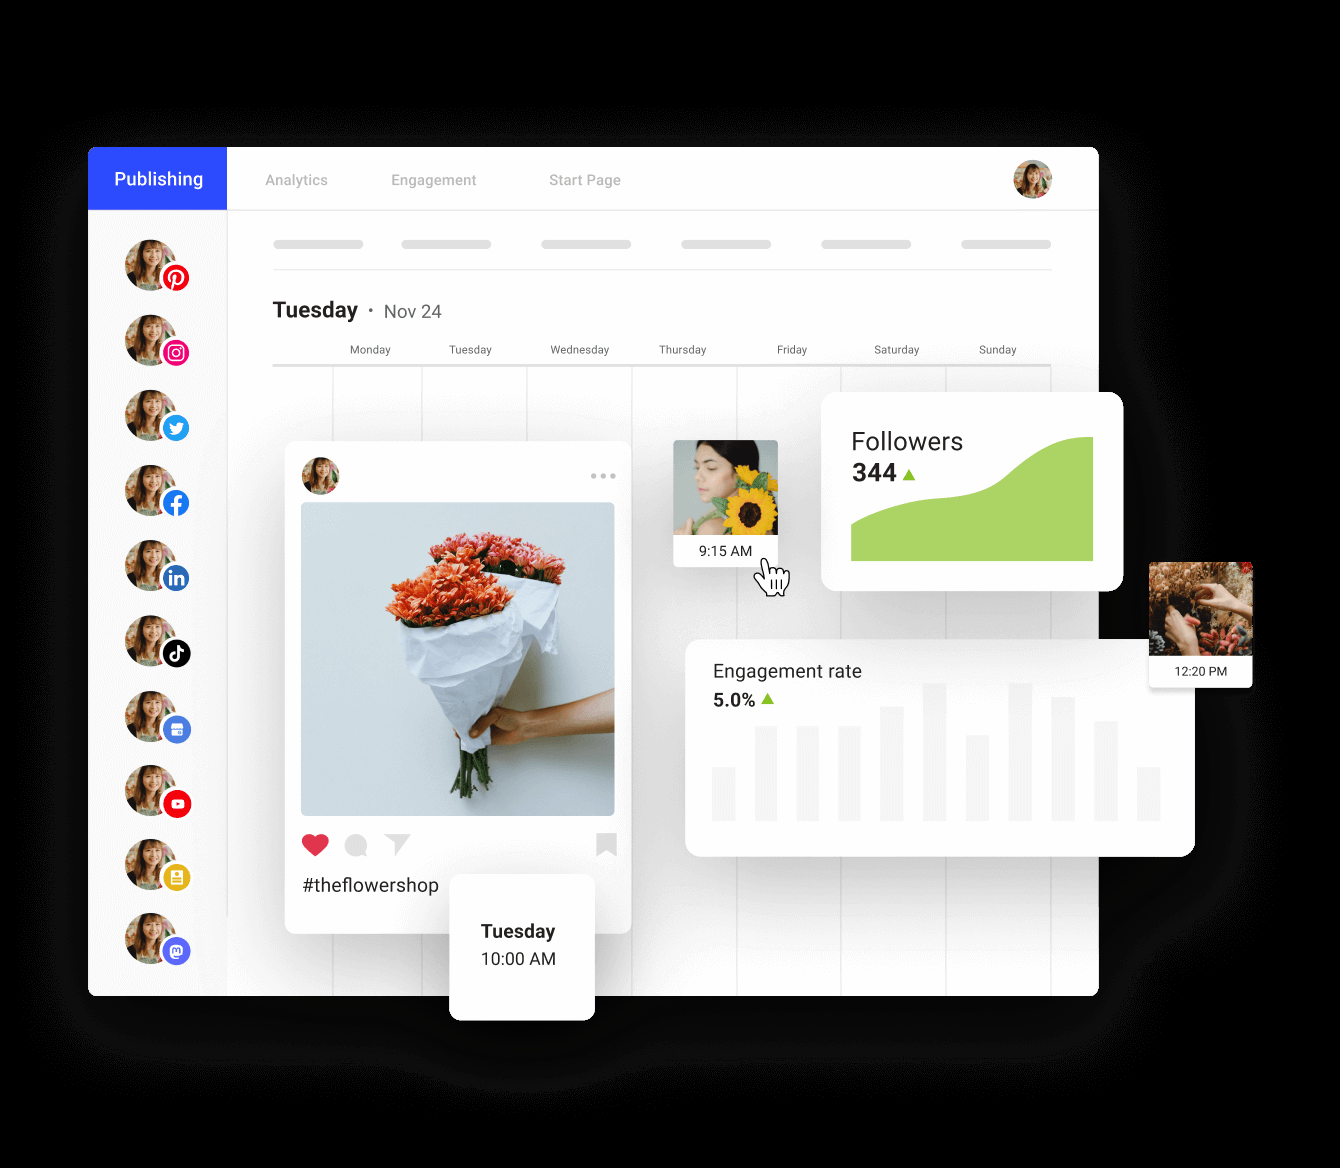 Publishing
Analytics
Engagement
Start Page
Tuesday • Nov 24
Monday
Tuesday
Wednesday
Thursday
Friday
Saturday
Sunday
#theflowershop
Tuesday
10:00 AM
9:15 AM
Followers
344
Engagement rate
5.0%
12:20 PM